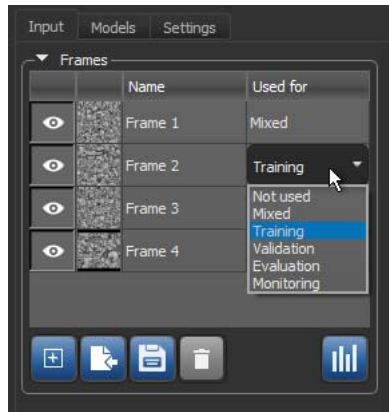 Input Models Settings
Frames
Name Used for
Frame 1 Mixed
Frame 2 Training
Not used
Mixed
Training
Validation
Evaluation
Monitoring
Frame 3
Frame 4